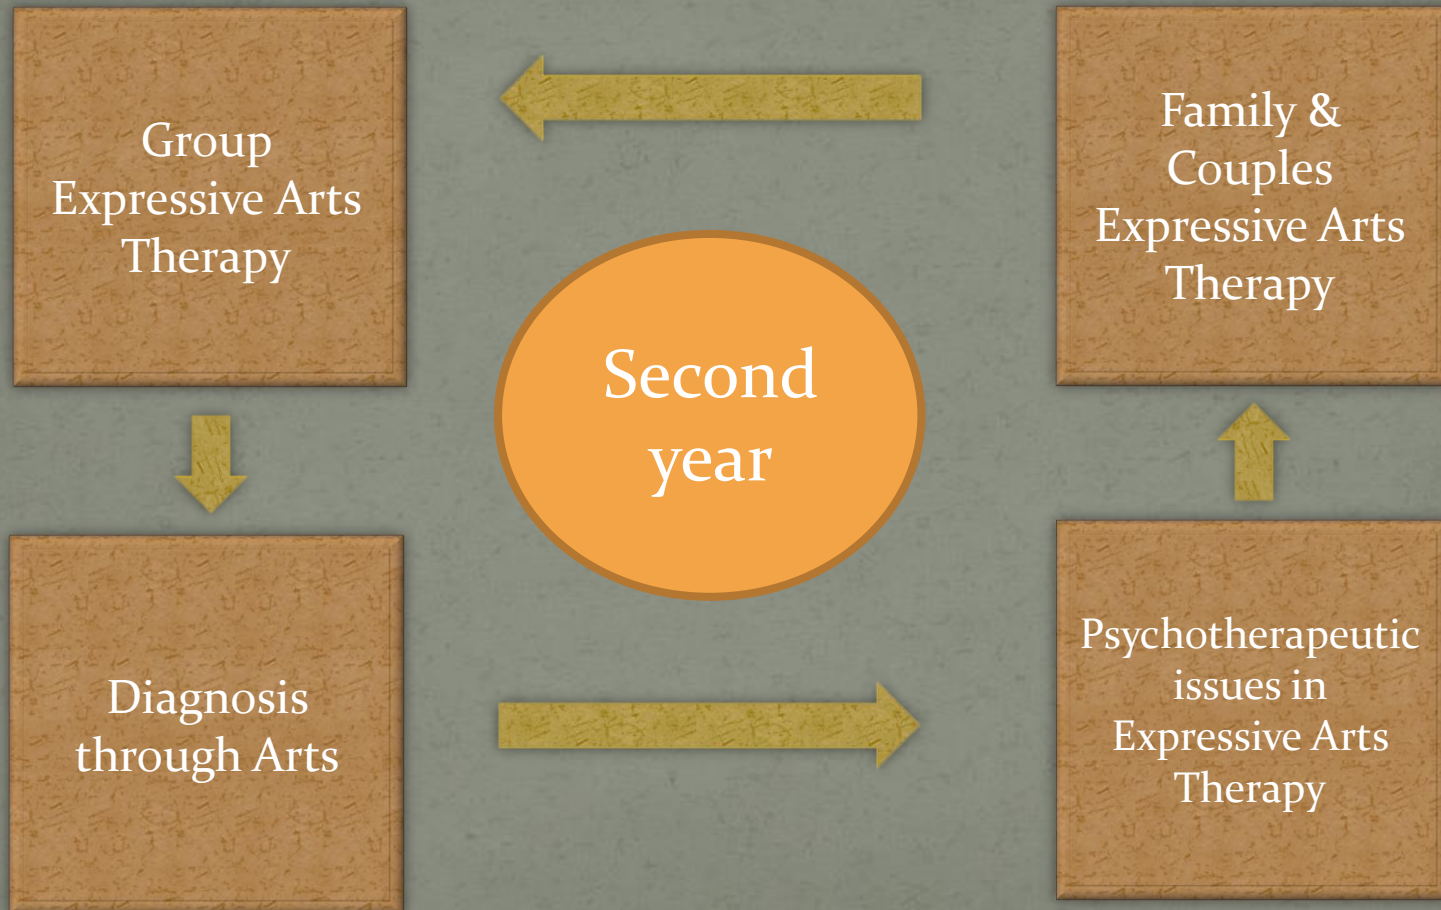 Group
Expressive Arts
Therapy
Family &
Couples
Expressive Arts
Therapy
Second
year
Diagnosis
through Arts
Psychotherapeutic
issues in
Expressive Arts
Therapy